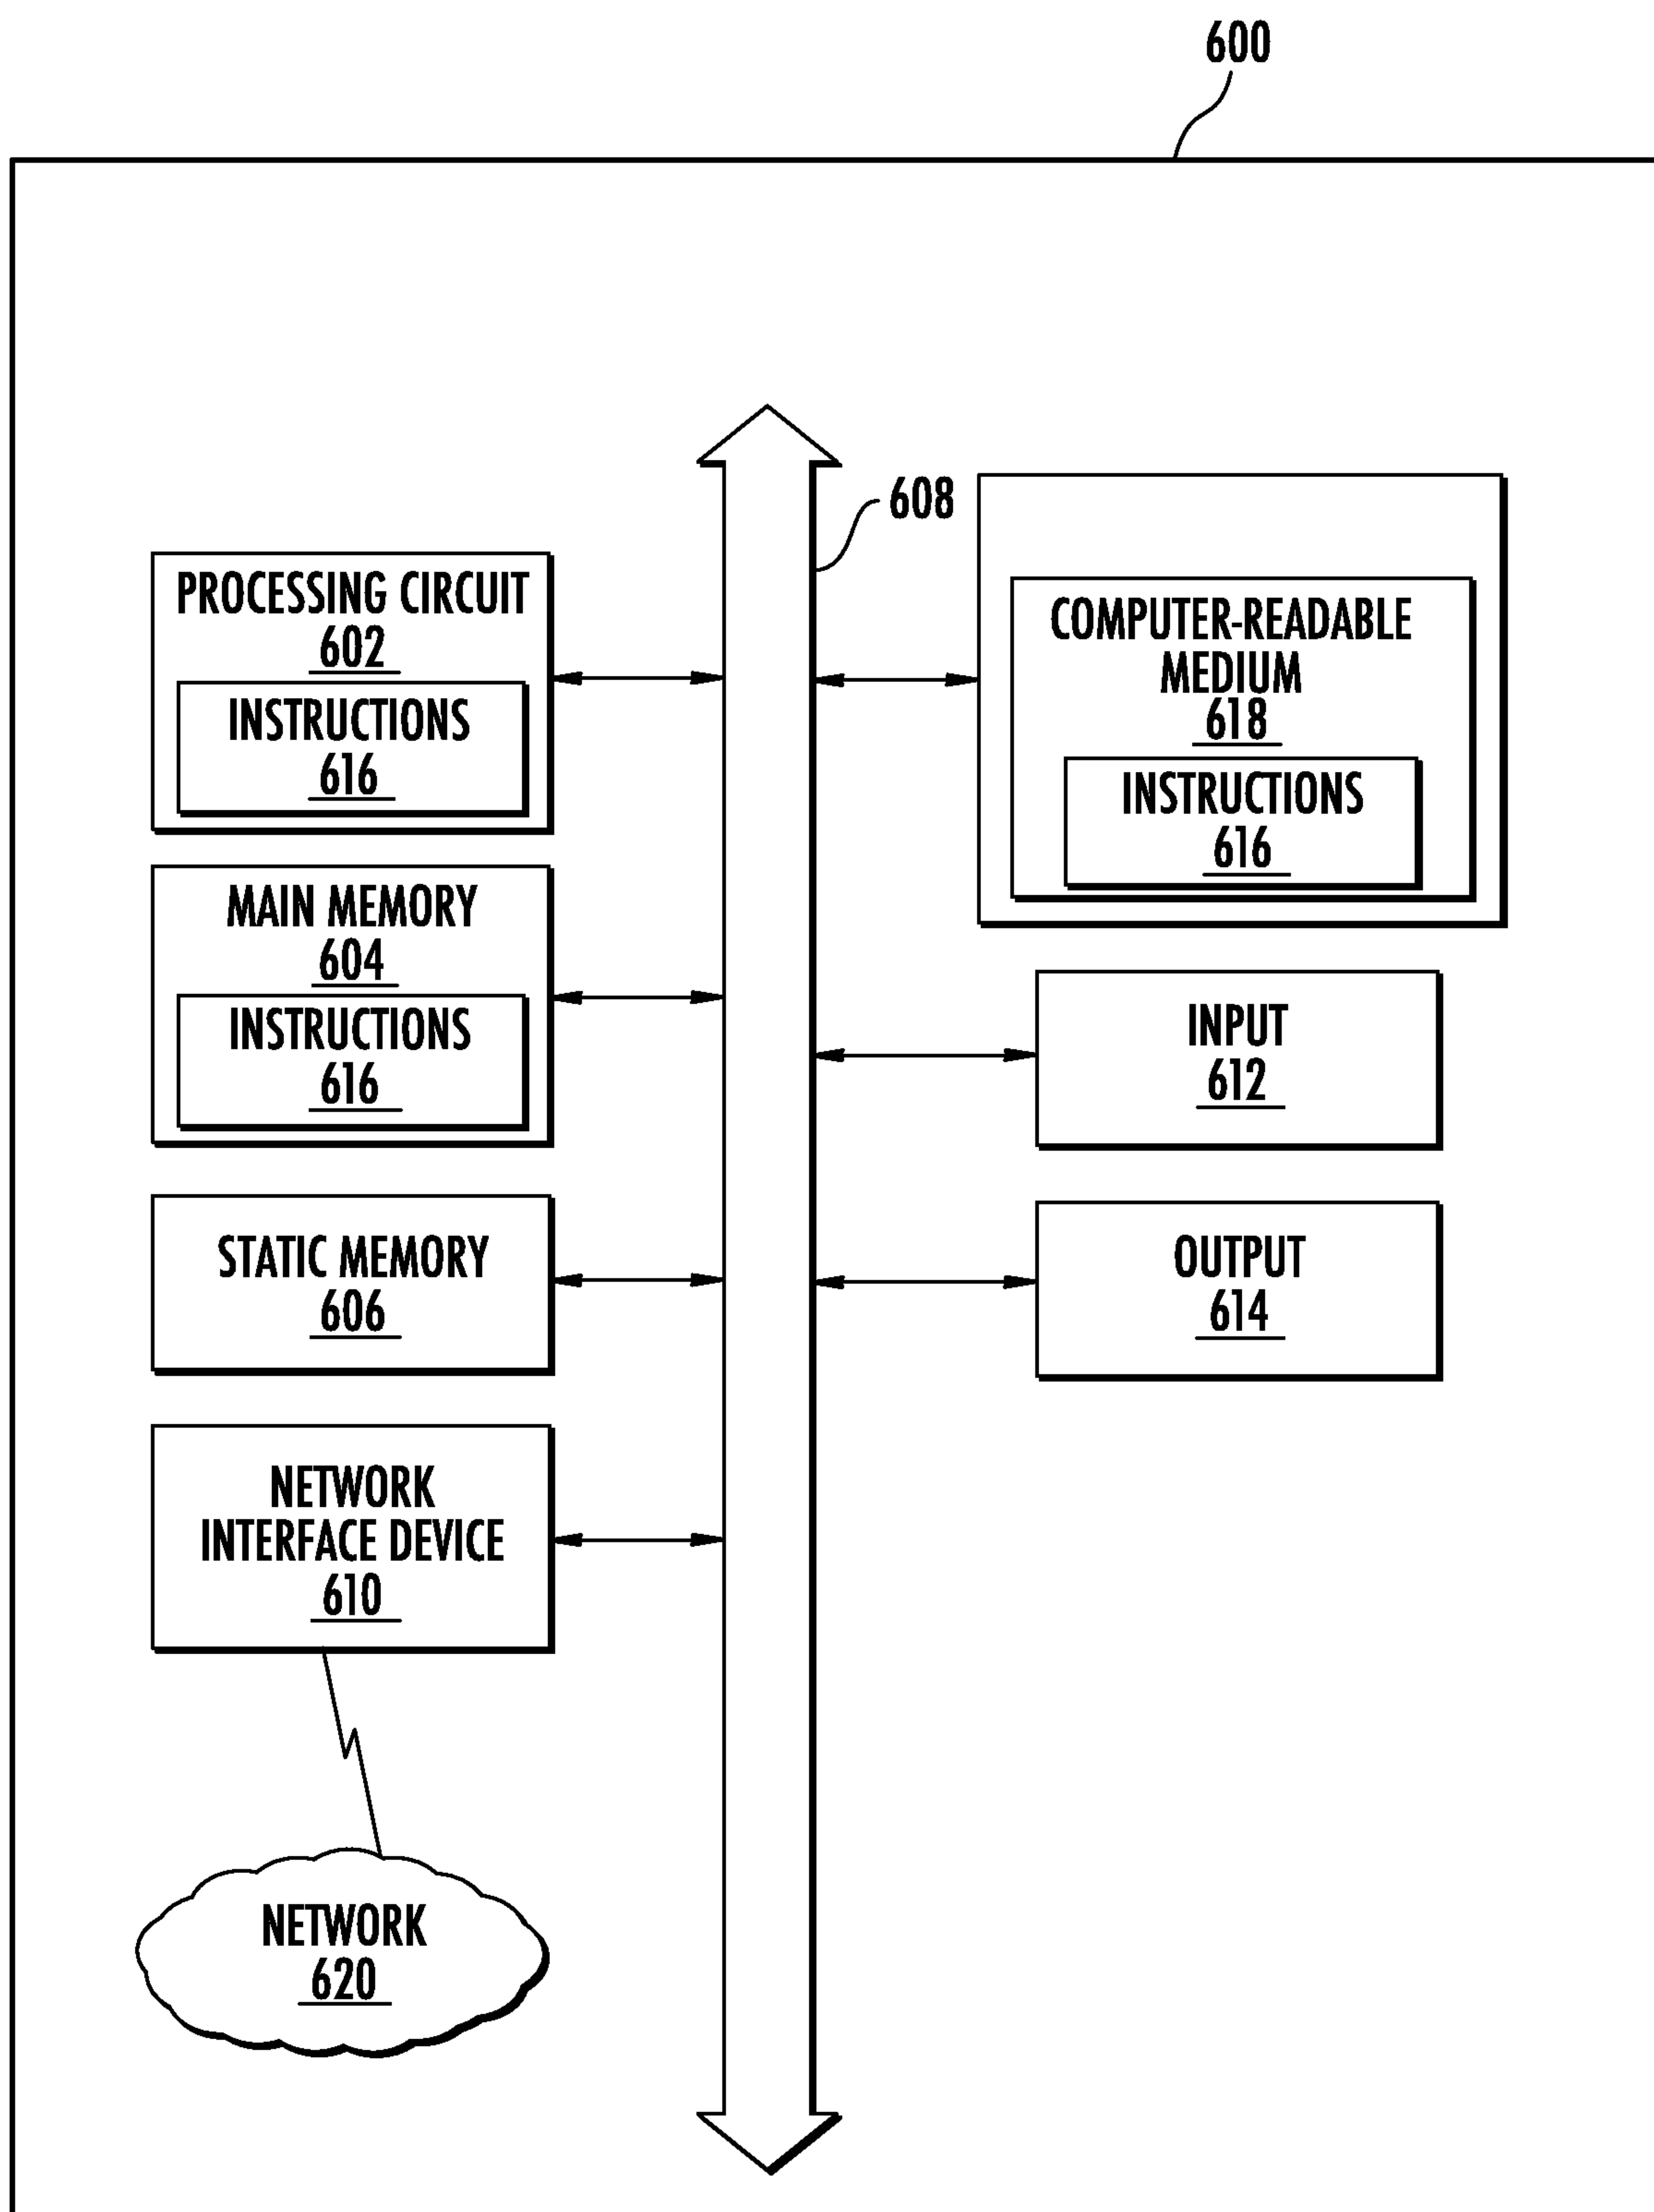 600
608
PROCESSING CIRCUIT
602
INSTRUCTIONS
616
MAIN MEMORY
604
INSTRUCTIONS
616
STATIC MEMORY
606
NETWORK
INTERFACE DEVICE
610
NETWORK
620
COMPUTER-READABLE
MEDIUM
618
INSTRUCTIONS
616
INPUT
612
OUTPUT
614